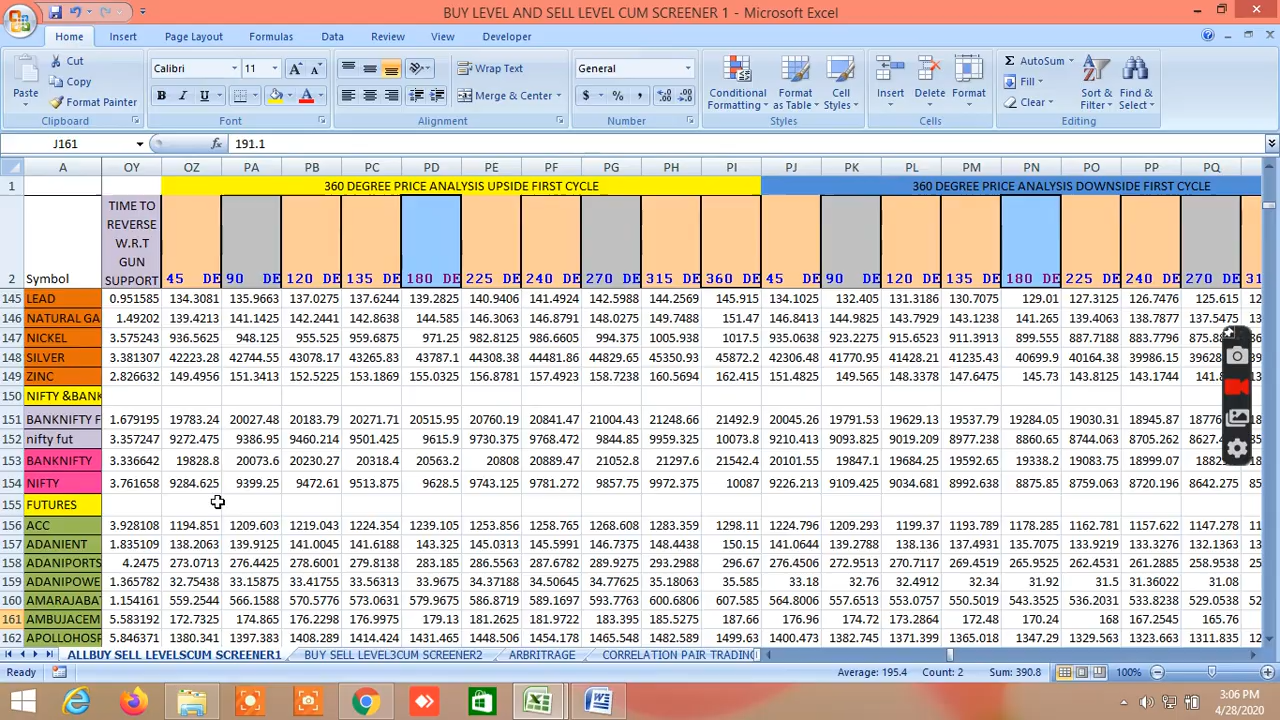 BUY LEVEL AND SELL LEVEL CUM SCREENER 1 - Microsoft Excel
Home Insert Page Layout Formulas Data Review View Developer
Paste Cut Copy Format Painter
Calibri 11 Wrap Text Merge & Center General
Conditional Formatting Format as Table Cell Styles Insert Delete Format
AutoSum Fill Clear Sort & Filter Find & Select
Clipboard Font Alignment Number Styles Cells Editing
J161 fx 191.1
A OY OZ PA PB PC PD PE PF PG PH PI PJ PK PL PM PN PO PP PQ
1 360 DEGREE PRICE ANALYSIS UPSIDE FIRST CYCLE 360 DEGREE PRICE ANALYSIS DOWNSIDE FIRST CYCLE
TIME TO
REVERSE
W.R.T
GUN
2 Symbol SUPPORT 45 DE 90 DE 120 DE 135 DE 180 DE 225 DE 240 DE 270 DE 315 DE 360 DE 45 DE 90 DE 120 DE 135 DE 180 DE 225 DE 240 DE 270 DE 31
145 LEAD 0.951585 134.3081 135.9663 137.0275 137.6244 139.2825 140.9406 141.4924 142.5988 144.2569 145.915 134.1025 132.405 131.3186 130.7075 129.01 127.3125 126.7476 125.615 12
146 NATURAL GA 1.49202 139.4213 141.1425 142.2441 142.8638 144.585 146.3063 146.8791 148.0275 149.7488 151.47 146.7013 144.9825 143.7929 143.1238 141.265 139.4063 138.7877 137.5475
147 NICKEL 3.575243 936.5625 948.125 955.525 959.6875 971.25 982.8125 986.6605 994.375 1005.938 1017.5 935.0638 923.2275 915.6523 911.3913 899.555 887.7188 883.7796
148 SILVER 3.381307 42223.28 42744.55 43078.17 43265.83 43787.1 44308.38 44481.86 44829.65 45350.93 45872.2 42306.48 41770.95 41428.21 41235.43 40699.9 40164.38 39986.15
149 ZINC 2.826632 149.4956 151.3413 152.5225 153.1869 155.0325 156.8781 157.4923 158.7238 160.5694 162.415 151.4825 149.565 148.3378 147.6475 145.73 143.8125 143.1744
150 NIFTY &BANK
151 BANKNIFTY F 1.679195 19783.24 20027.48 20183.79 20271.71 20515.95 20760.19 20841.47 21004.43 21248.66 21492.9 20045.26 19791.53 19629.13 19537.79 19284.05 19030.31 18945.87 18776
152 nifty fut 3.357247 9272.475 9386.95 9460.214 9501.425 9615.9 9730.375 9768.472 9844.85 9959.325 10073.8 9210.413 9093.825 9019.209 8977.238 8860.65 8744.063 8705.262 8627.4
153 BANKNIFTY 3.336642 19828.8 20073.6 20230.27 20318.4 20563.2 20808 20889.47 21052.8 21297.6 21542.4 20101.55 19847.1 19684.25 19592.65 19338.2 19083.75 18999.07
154 NIFTY 3.761658 9284.625 9399.25 9472.61 9513.875 9628.5 9743.125 9781.272 9857.75 9972.375 10087 9226.213 9109.425 9034.681 8992.638 8875.85 8759.063 8720.196 8642.275 85
155 FUTURES
156 ACC 3.928108 1194.851 1209.603 1219.043 1224.354 1239.105 1253.856 1258.765 1268.608 1283.359 1298.11 1224.796 1209.293 1199.37 1193.789 1178.285 1162.781 1157.622 1147.278 11
157 ADANIENT 1.835109 138.2063 139.9125 141.0045 141.6188 143.325 145.0313 145.5991 146.7375 148.4438 150.15 141.0644 139.2788 138.136 137.4931 135.7075 133.9219 133.3276 132.1363 13
158 ADANIPORTS 4.2475 273.0713 276.4425 278.6001 279.8138 283.185 286.5563 287.6782 289.9275 293.2988 296.67 276.4056 272.9513 270.7117 269.4519 265.9525 262.4531 261.2885 258.9538 25
159 ADANIPOWE 1.365782 32.75438 33.15875 33.41755 33.56313 33.9675 34.37188 34.50645 34.77625 35.18063 35.585 33.18 32.76 32.4912 32.34 31.92 31.5 31.36022 31.08
160 AMARAJABAT 1.154161 559.2544 566.1588 570.5776 573.0631 579.9675 586.8719 589.1697 593.7763 600.6806 607.585 564.8006 557.6513 553.0757 550.5019 543.3525 536.2031 533.8239 529.0538 52
161 AMBUJACEM 5.583192 172.7325 174.865 176.2298 176.9975 179.13 181.2625 181.9722 183.395 185.5275 187.66 176.96 174.72 173.2864 172.48 170.24 168 167.2545 165.76
162 APOLLOHOSP 5.846371 1380.341 1397.383 1408.289 1414.424 1431.465 1448.506 1454.178 1465.548 1482.589 1499.63 1400.473 1382.745 1371.399 1365.018 1347.29 1329.563 1323.663 1311.835
ALLBUY SELL LEVELSCUM SCREENER1 BUY SELL LEVEL3CUM SCREENER2 ARBITRAGE CORRELATION PAIR TRADING
Ready Average: 195.4 Count: 2 Sum: 390.8 100%
3:06 PM
4/28/2020